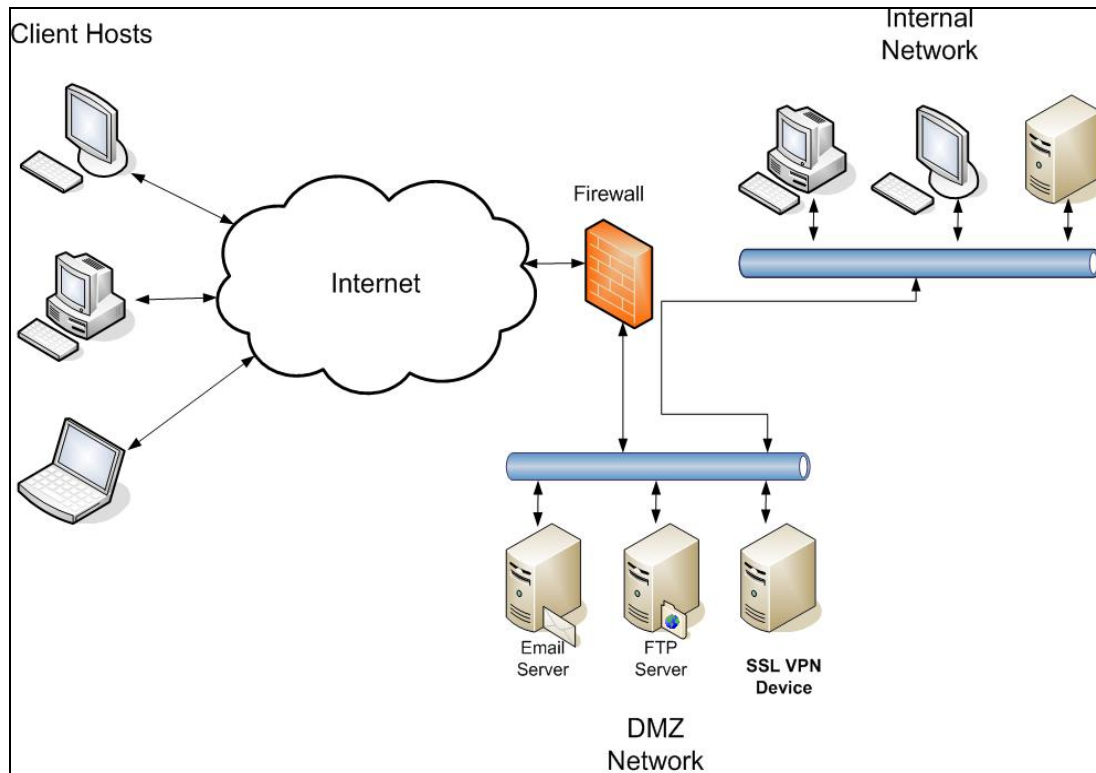 Client Hosts
Internal
Network
Firewall
Internet
Email
Server
FTP
Server
SSL VPN
Device
DMZ
Network